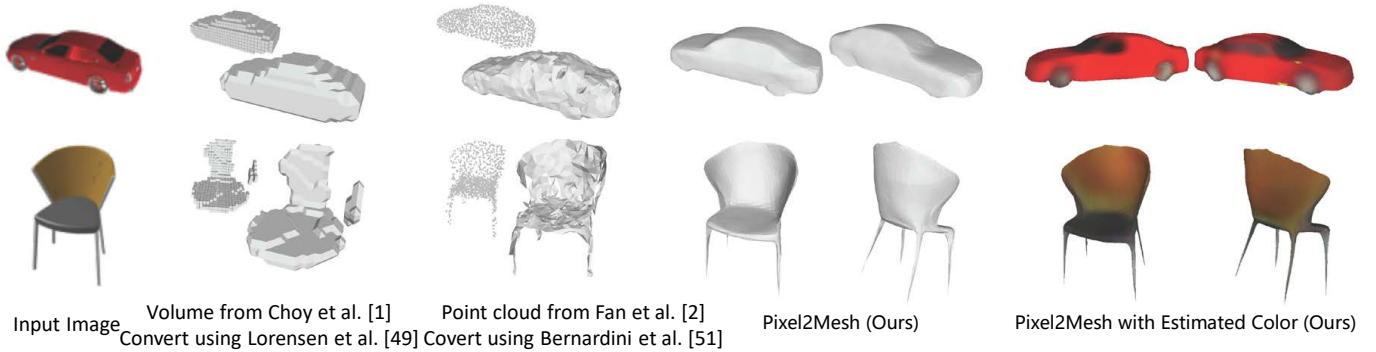 Input Image
Volume from Choy et al. [1]
Convert using Lorensen et al. [49]
Point cloud from Fan et al. [2]
Covert using Bernardini et al. [51]
Pixel2Mesh (Ours)
Pixel2Mesh with Estimated Color (Ours)